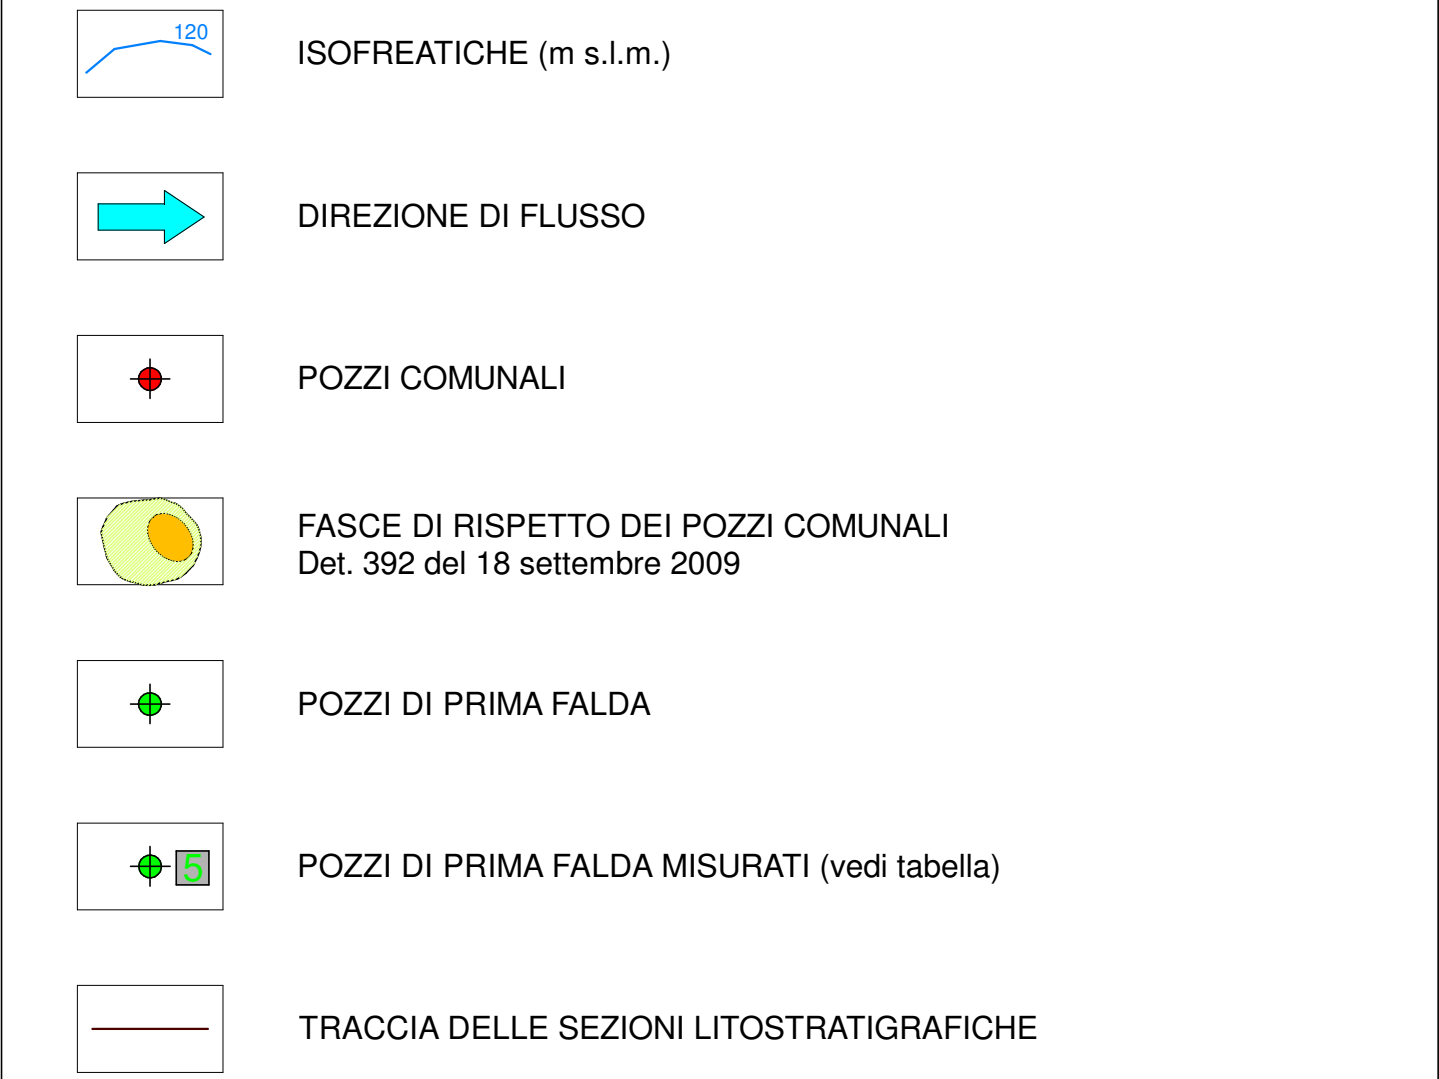 120
ISOFREATICHE (m s.l.m.)
DIREZIONE DI FLUSSO
POZZI COMUNALI
FASCE DI RISPETTO DEI POZZI COMUNALI
Det. 392 del 18 settembre 2009
POZZI DI PRIMA FALDA
5
POZZI DI PRIMA FALDA MISURATI (vedi tabella)
TRACCIA DELLE SEZIONI LITOSTRATIGRAFICHE